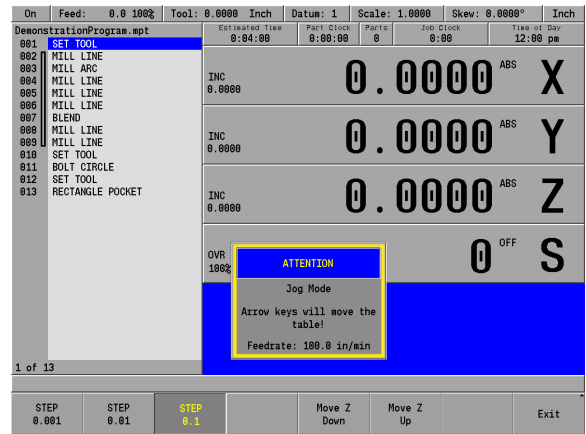 On Feed: 0.0 100% Tool: 0.0000 Inch Datum: 1 Scale: 1.0000 Skew: 0.0000° Inch
DemonstrationProgram.mpt
Estimated Time Part Clock Parts Job Clock Time of Day
0:04:00 0:00:00 0 0:00 12:00 pm
001 SET TOOL
002 MILL LINE
003 MILL ARC
004 MILL LINE
005 MILL LINE
006 MILL LINE
007 BLEND
008 MILL LINE
009 MILL LINE
010 SET TOOL
011 BOLT CIRCLE
012 SET TOOL
013 RECTANGLE POCKET
1 of 13
INC
0.0000
0.0000 ABS X
INC
0.0000
0.0000 ABS Y
INC
0.0000
0.0000 ABS Z
OVR
100%
0 OFF S
ATTENTION
Jog Mode
Arrow keys will move the
table!
Feedrate: 100.0 in/min
STEP
0.001
STEP
0.01
STEP
0.1
Move Z
Down
Move Z
Up
Exit